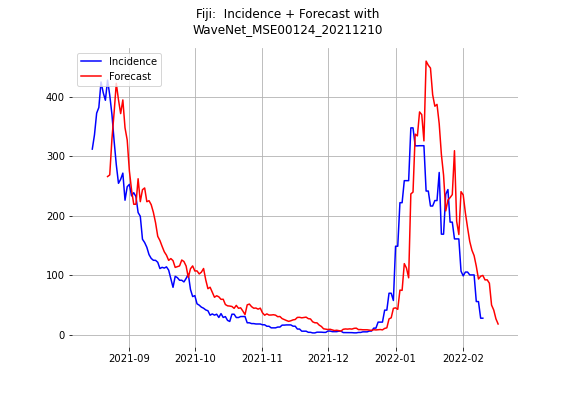 Fiji:  Incidence + Forecast with
WaveNet_MSE00124_20211210
Incidence
Forecast
400
300
200
100
0
2021-09
2021-10
2021-11
2021-12
2022-01
2022-02